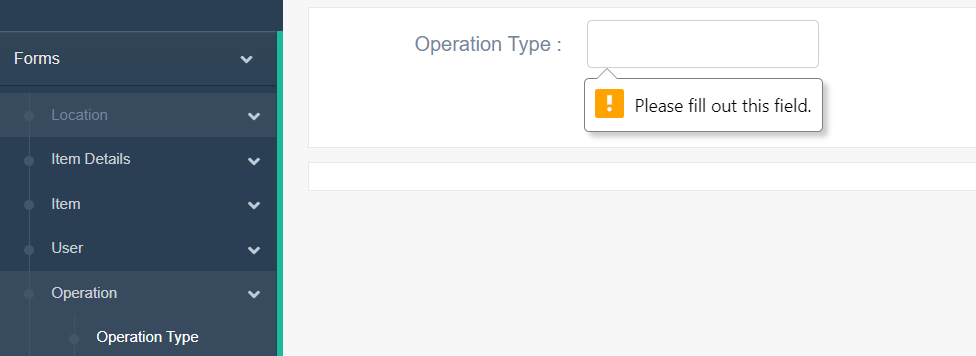 Forms
Location
Item Details
Item
User
Operation
Operation Type
Operation Type :
Please fill out this field.